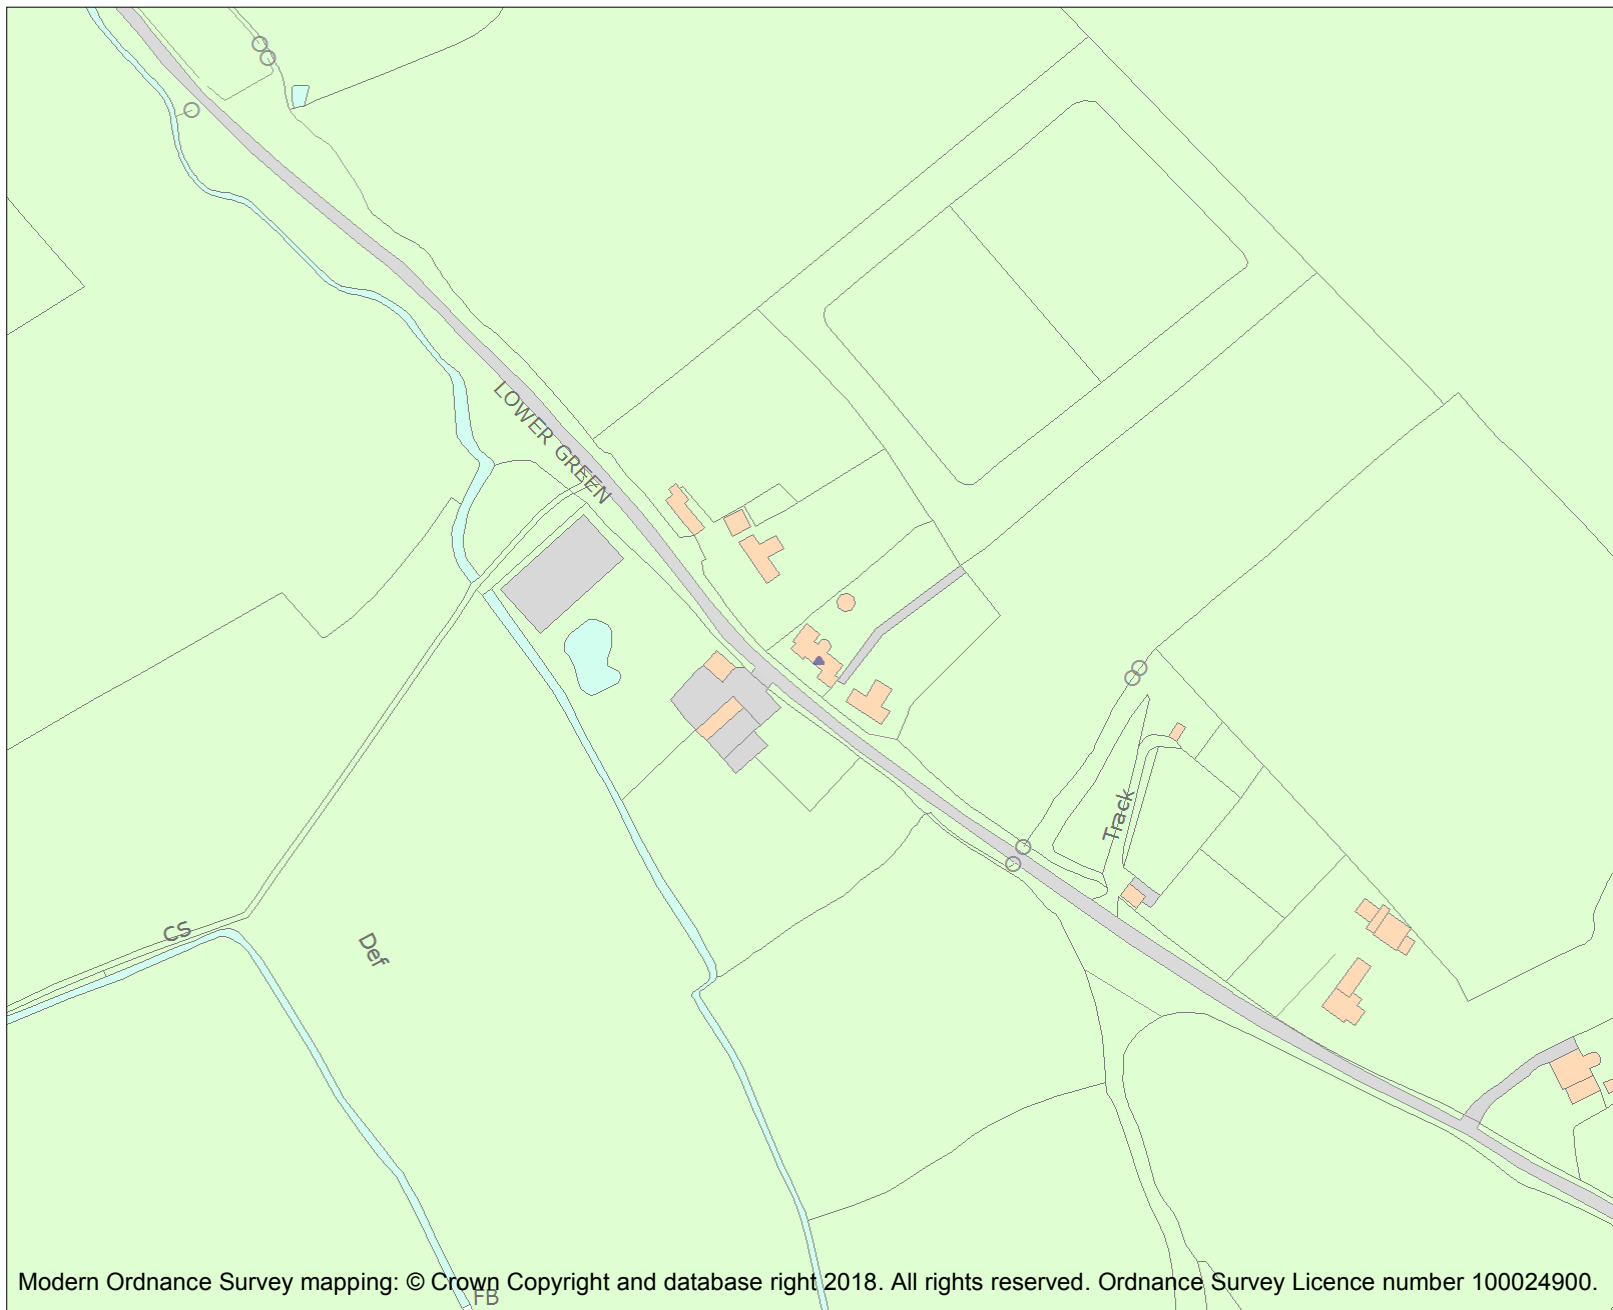 LOWER GREEN
Track
CS
Def
Modern Ordnance Survey mapping: © Crown Copyright and database right 2018. All rights reserved. Ordnance Survey Licence number 100024900.
FB